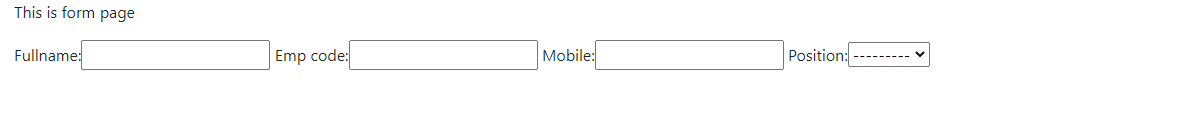 This is form page
Fullname: Emp code: Mobile: Position: ---------